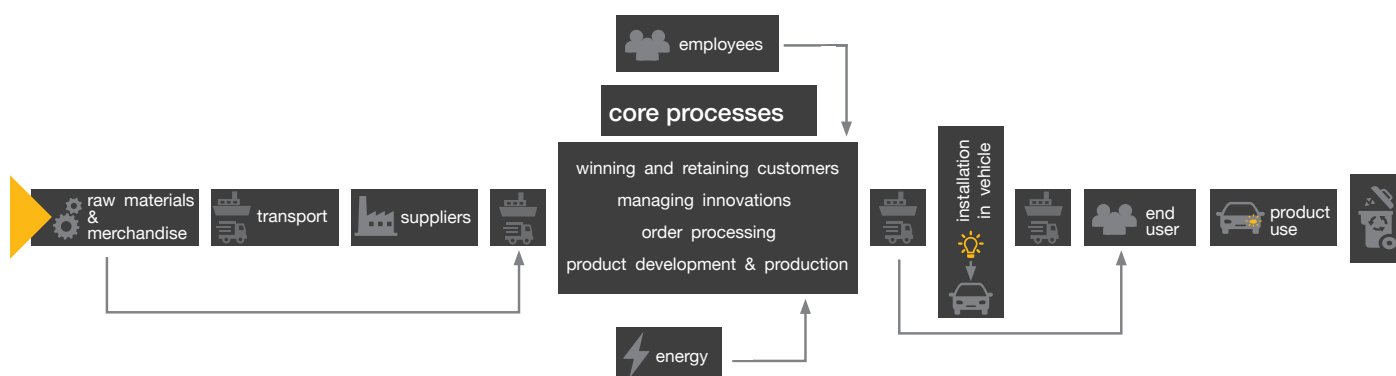 employees
core processes
winning and retaining customers
managing innovations
order processing
product development & production
raw materials
&
merchandise
transport
suppliers
installation
in vehicle
end
user
product
use
energy